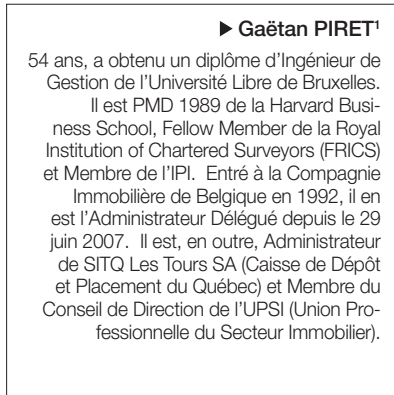 ▶ Gaëtan PIRET¹
54 ans, a obtenu un diplôme d'Ingénieur de
Gestion de l'Université Libre de Bruxelles.
Il est PMD 1989 de la Harvard Busi-
ness School, Fellow Member de la Royal
Institution of Chartered Surveyors (FRICS)
et Membre de l'IPI. Entré à la Compagnie
Immobilière de Belgique en 1992, il en
est l'Administrateur Délégué depuis le 29
juin 2007. Il est, en outre, Administrateur
de SITQ Les Tours SA (Caisse de Dépôt
et Placement du Québec) et Membre du
Conseil de Direction de l'UPSI (Union Pro-
fessionnelle du Secteur Immobilier).